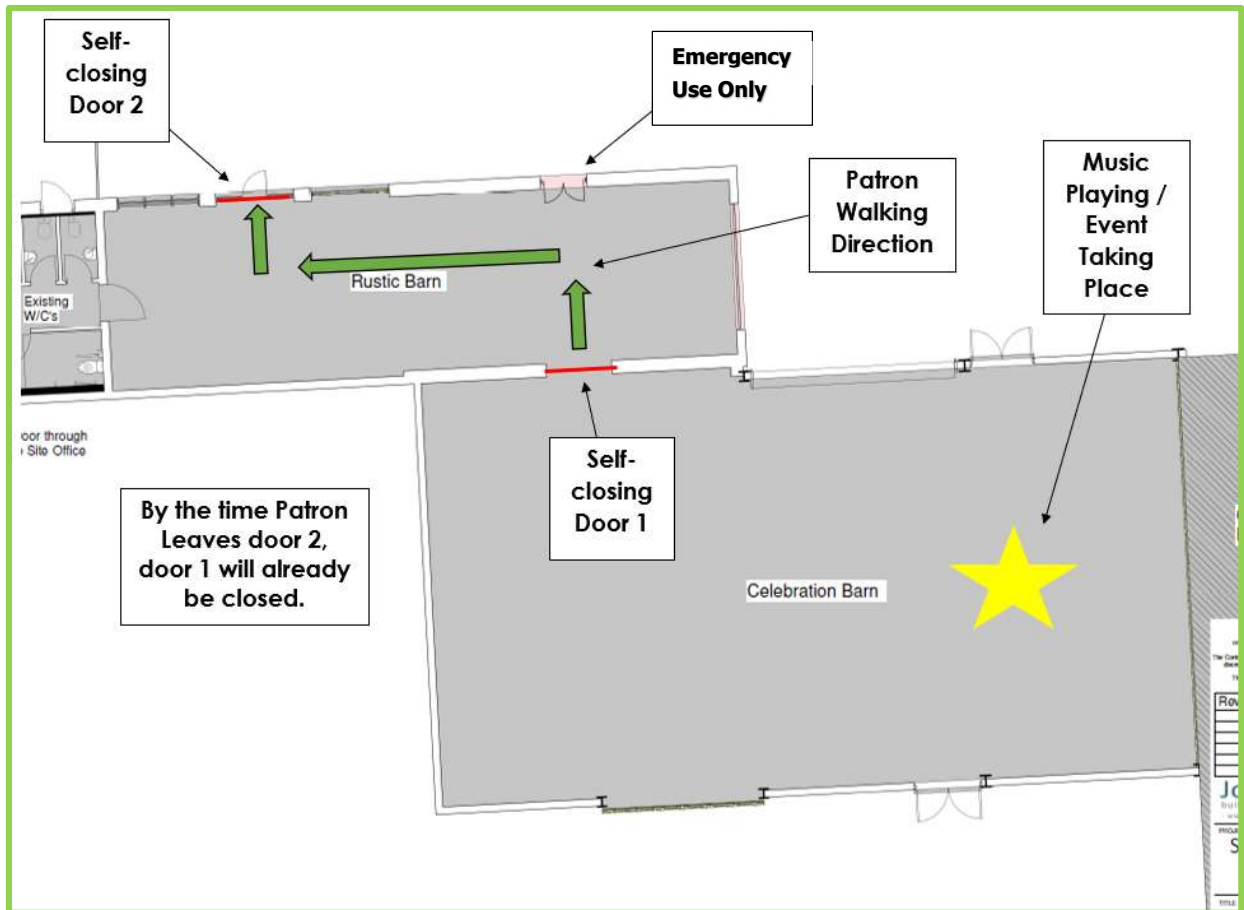 Self-
closing
Door 2
Emergency
Use Only
Music
Playing /
Event
Taking
Place
Patron
Walking
Direction
Rustic Barn
Existing
W/C's
oor through
Site Office
Self-
closing
Door 1
By the time Patron
Leaves door 2,
door 1 will already
be closed.
Celebration Barn
Rev
Jo
S